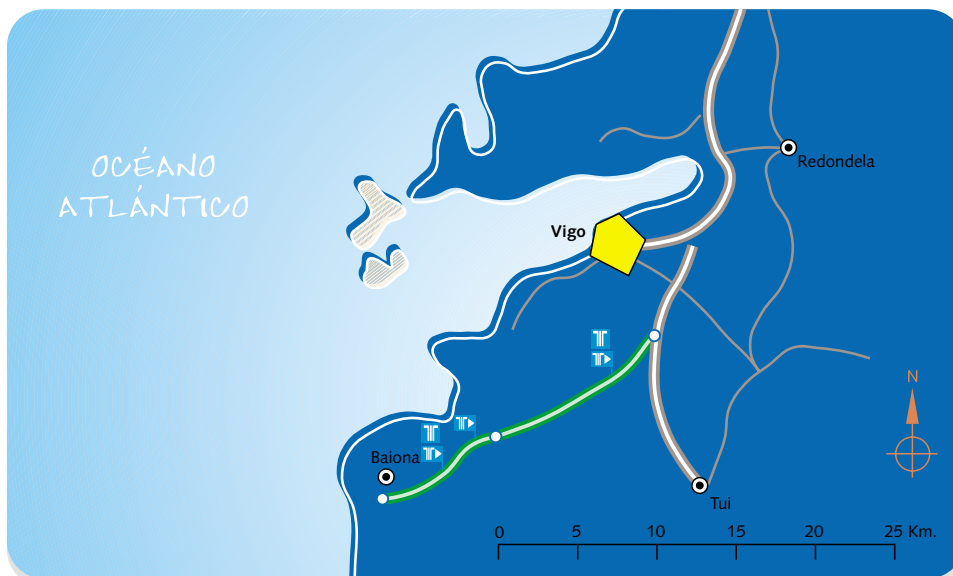 OCÉANO
ATLÁNTICO
Redondela
Vigo
N
Baiona
Tui
0 5 10 15 20 25 Km.